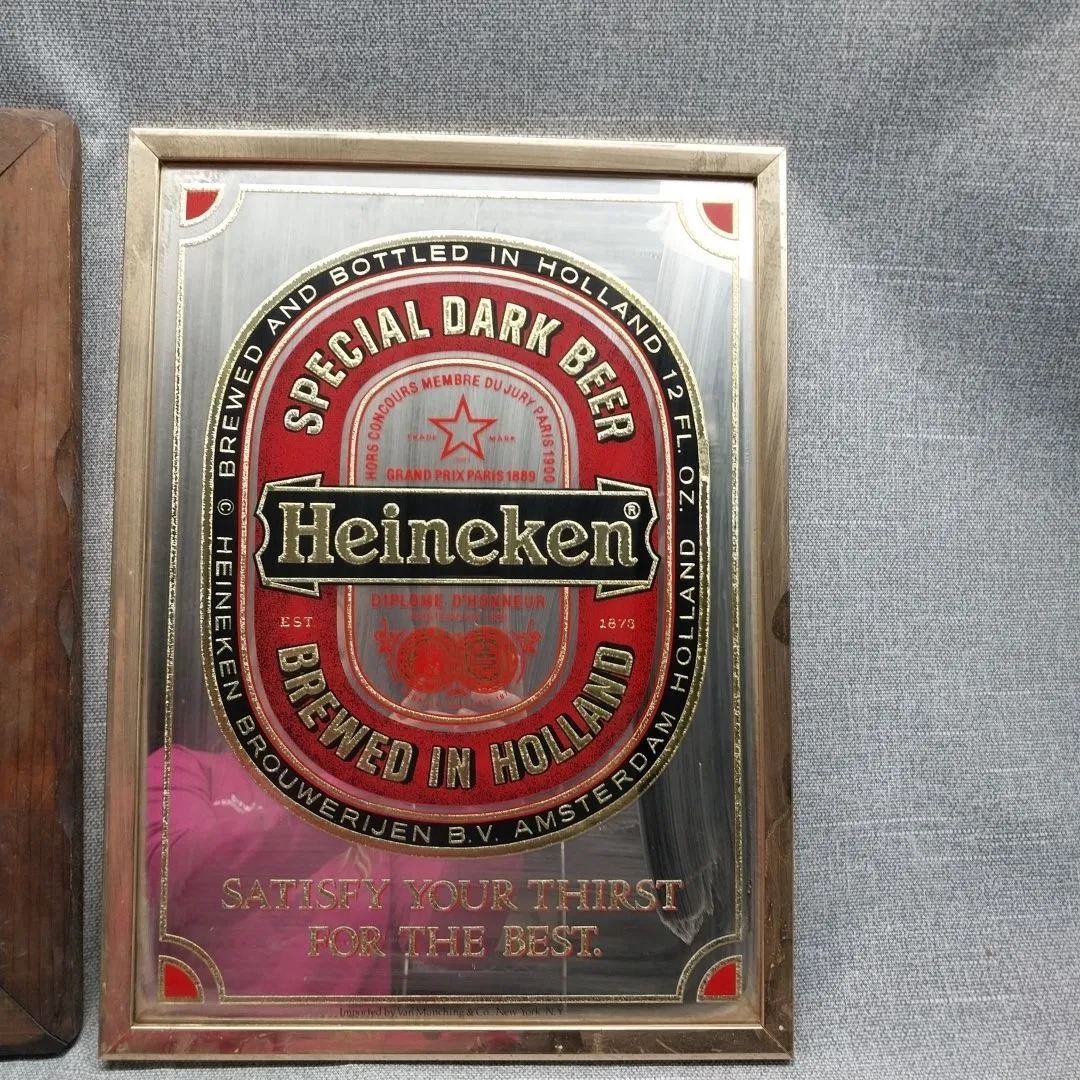 © HEINEKEN BREWED AND BOTTLED IN HOLLAND 12 FL. OZ.
SPECIAL DARK BEER
HORS CONCOURS MEMBRE DU JURY PARIS 1900
TRADE MARK
GRAND PRIX PARIS 1889
Heineken®
DIPLOME D'HONNEUR
EST 1873
BREWED IN HOLLAND
BROUWERIJEN B.V. AMSTERDAM HOLLAND
SATISFY YOUR THIRST
FOR THE BEST.
Imported by Van Munching & Co., New York, N.Y.